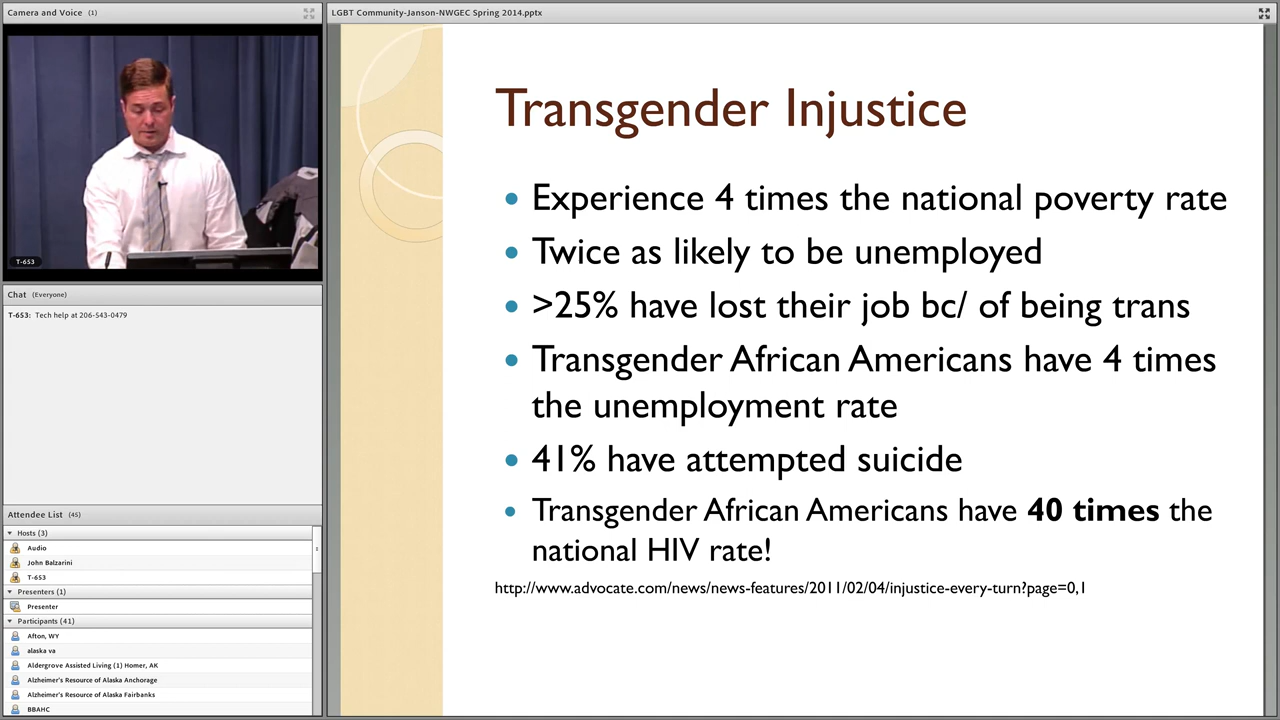 Camera and Voice (1)
T-653
Chat (Everyone)
T-653: Tech help at 206-543-0479
Attendee List (45)
Hosts (3)
Audio
John Balzarini
T-653
Presenters (1)
Presenter
Participants (41)
Afton, WY
alaska va
Aldergrove Assisted Living (1) Homer, AK
Alzheimer's Resource of Alaska Anchorage
Alzheimer's Resource of Alaska Fairbanks
BBAHC
LGBT Community-Janson-NWGEC Spring 2014.pptx
Transgender Injustice
• Experience 4 times the national poverty rate
• Twice as likely to be unemployed
• >25% have lost their job bc/ of being trans
• Transgender African Americans have 4 times
the unemployment rate
• 41% have attempted suicide
• Transgender African Americans have 40 times the
national HIV rate!
http://www.advocate.com/news/news-features/2011/02/04/injustice-every-turn?page=0,1